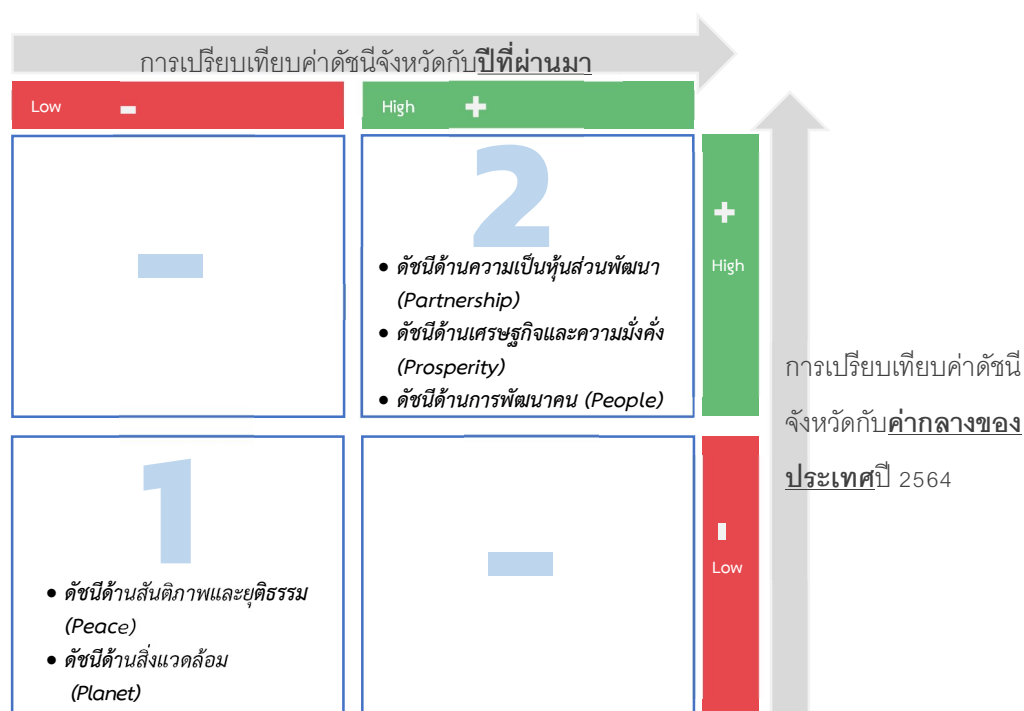 การเปรียบเทียบค่าดัชนีจังหวัดกับปีที่ผ่านมา
Low -
High +
-
2
• ดัชนีด้านความเป็นหุ้นส่วนพัฒนา
(Partnership)
• ดัชนีด้านเศรษฐกิจและความมั่งคั่ง
(Prosperity)
• ดัชนีด้านการพัฒนาคน (People)
+
High
การเปรียบเทียบค่าดัชนี
จังหวัดกับค่ากลางของ
ประเทศปี 2564
1
• ดัชนีด้านสันติภาพและยุติธรรม
(Peace)
• ดัชนีด้านสิ่งแวดล้อม
(Planet)
-
-
Low